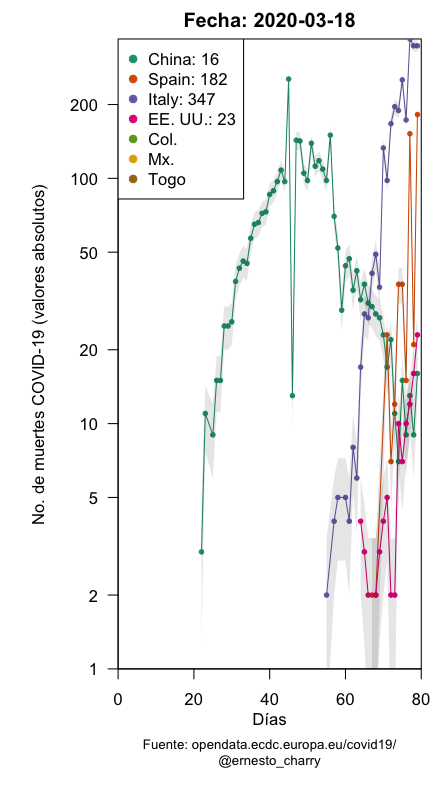 Fecha: 2020-03-18
China: 16
Spain: 182
Italy: 347
EE. UU.: 23
Col.
Mx.
Togo
No. de muertes COVID-19 (valores absolutos)
200
100
50
20
10
5
2
1
0 20 40 60 80
Días
Fuente: opendata.ecdc.europa.eu/covid19/
@ernesto_charry